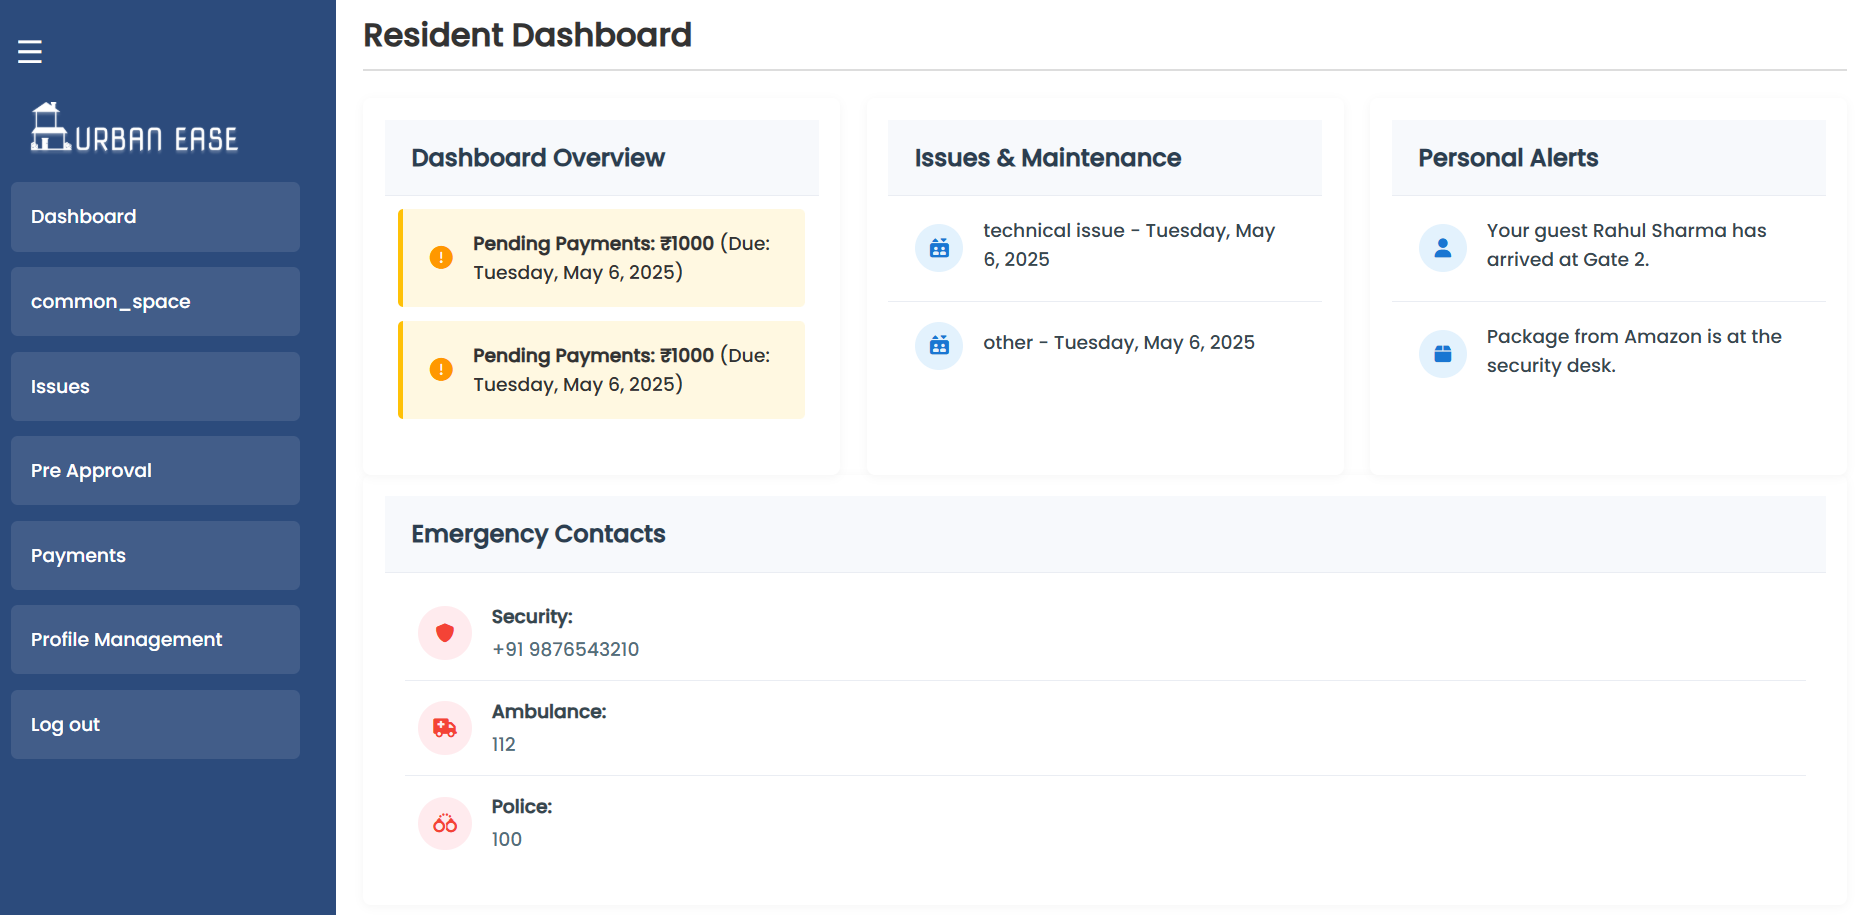 Resident Dashboard
URBAN EASE
Dashboard
common_space
Issues
Pre Approval
Payments
Profile Management
Log out
Dashboard Overview
Pending Payments: ₹1000 (Due:
Tuesday, May 6, 2025)
Pending Payments: ₹1000 (Due:
Tuesday, May 6, 2025)
Issues & Maintenance
technical issue - Tuesday, May
6, 2025
other - Tuesday, May 6, 2025
Personal Alerts
Your guest Rahul Sharma has
arrived at Gate 2.
Package from Amazon is at the
security desk.
Emergency Contacts
Security:
+91 9876543210
Ambulance:
112
Police:
100